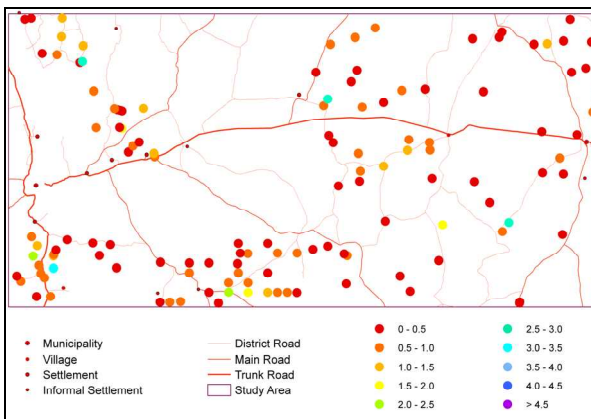 Municipality
Village
Settlement
Informal Settlement
District Road
Main Road
Trunk Road
Study Area
0 - 0.5
0.5 - 1.0
1.0 - 1.5
1.5 - 2.0
2.0 - 2.5
2.5 - 3.0
3.0 - 3.5
3.5 - 4.0
4.0 - 4.5
> 4.5